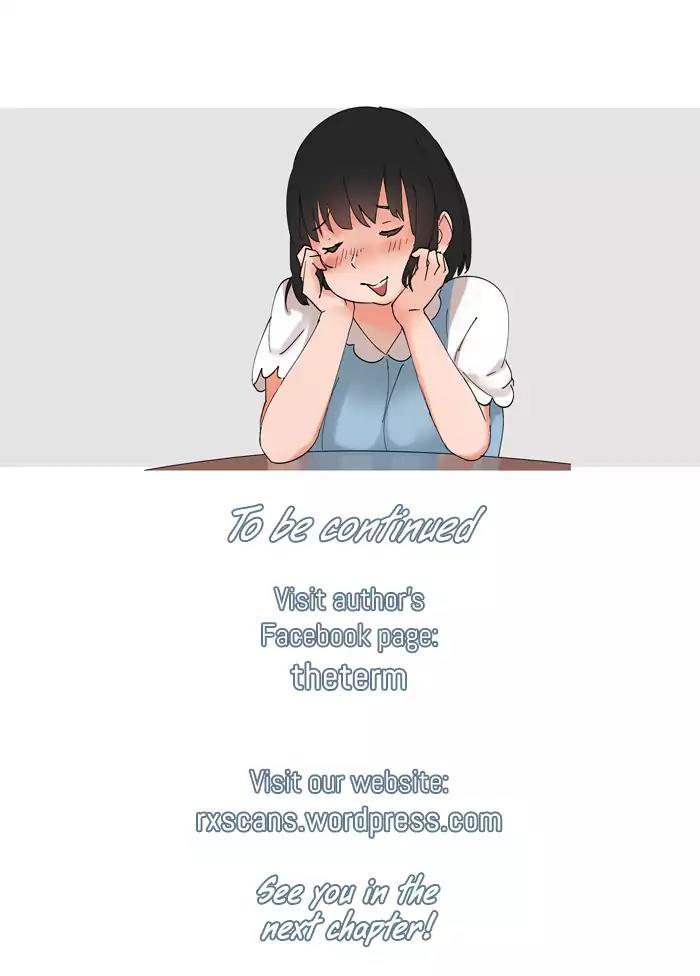 To be continued
Visit author's
Facebook page:
theterm
Visit our website:
rxscans.wordpress.com
See you in the
next chapter!